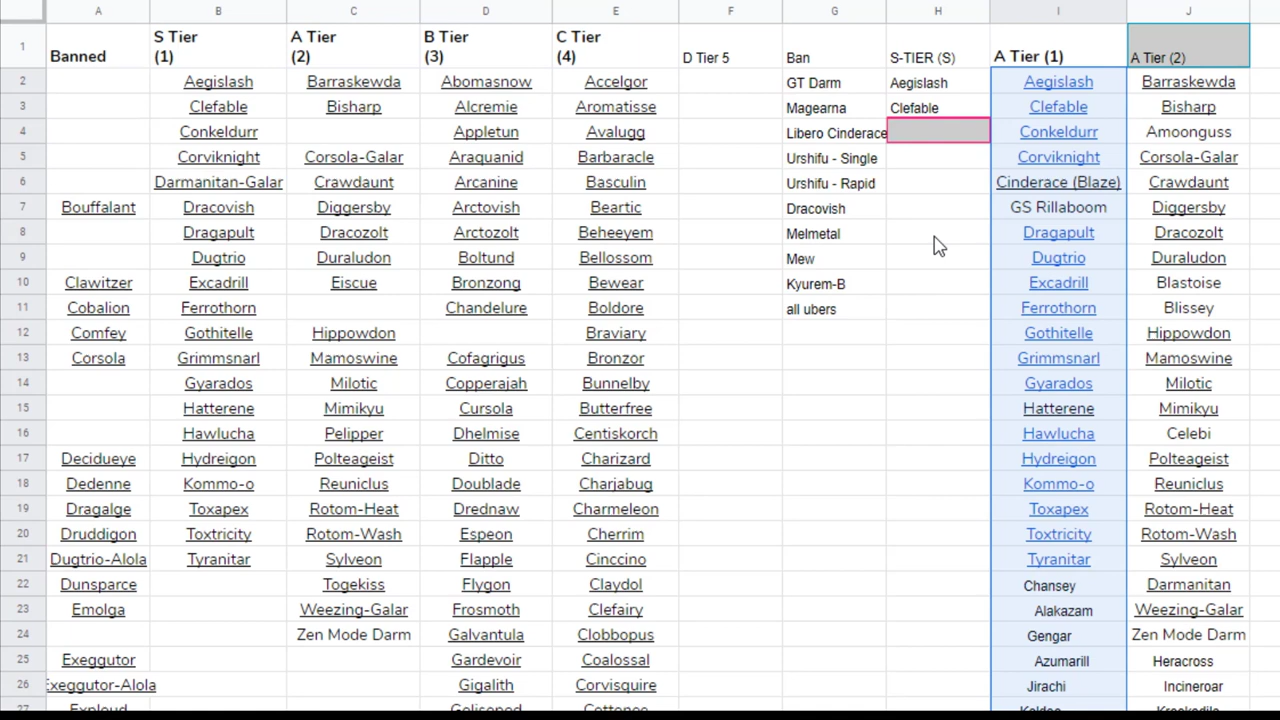 A B C D E F G H I J
1 Banned S Tier (1) A Tier (2) B Tier (3) C Tier (4) D Tier 5 Ban S-TIER (S) A Tier (1) A Tier (2)
2 Aegislash Barraskewda Abomasnow Accelgor GT Darm Aegislash Aegislash Barraskewda
3 Clefable Bisharp Alcremie Aromatisse Magearna Clefable Clefable Bisharp
4 Conkeldurr Appletun Avalugg Libero Cinderace Conkeldurr Amoonguss
5 Corviknight Corsola-Galar Araquanid Barbaracle Urshifu - Single Corviknight Corsola-Galar
6 Darmanitan-Galar Crawdaunt Arcanine Basculin Urshifu - Rapid Cinderace (Blaze) Crawdaunt
7 Bouffalant Dracovish Diggersby Arctovish Beartic Dracovish GS Rillaboom Diggersby
8 Dragapult Dracozolt Arctozolt Beheeyem Melmetal Dragapult Dracozolt
9 Dugtrio Duraludon Boltund Bellossom Mew Dugtrio Duraludon
10 Clawitzer Excadrill Eiscue Bronzong Bewear Kyurem-B Excadrill Blastoise
11 Cobalion Ferrothorn Chandelure Boldore all ubers Ferrothorn Blissey
12 Comfey Gothitelle Hippowdon Braviary Gothitelle Hippowdon
13 Corsola Grimmsnarl Mamoswine Cofagrigus Bronzor Grimmsnarl Mamoswine
14 Gyarados Milotic Copperajah Bunnelby Gyarados Milotic
15 Hatterene Mimikyu Cursola Butterfree Hatterene Mimikyu
16 Hawlucha Pelipper Dhelmise Centiskorch Hawlucha Celebi
17 Decidueye Hydreigon Polteageist Ditto Charizard Hydreigon Polteageist
18 Dedenne Kommo-o Reuniclus Doublade Charjabug Kommo-o Reuniclus
19 Dragalge Toxapex Rotom-Heat Drednaw Charmeleon Toxapex Rotom-Heat
20 Druddigon Toxtricity Rotom-Wash Espeon Cherrim Toxtricity Rotom-Wash
21 Dugtrio-Alola Tyranitar Sylveon Flapple Cinccino Tyranitar Sylveon
22 Dunsparce Togekiss Flygon Claydol Chansey Darmanitan
23 Emolga Weezing-Galar Frosmoth Clefairy Alakazam Weezing-Galar
24 Zen Mode Darm Galvantula Clobbopus Gengar Zen Mode Darm
25 Exeggutor Gardevoir Coalossal Azumarill Heracross
26 Exeggutor-Alola Gigalith Corvisquire Jirachi Incineroar